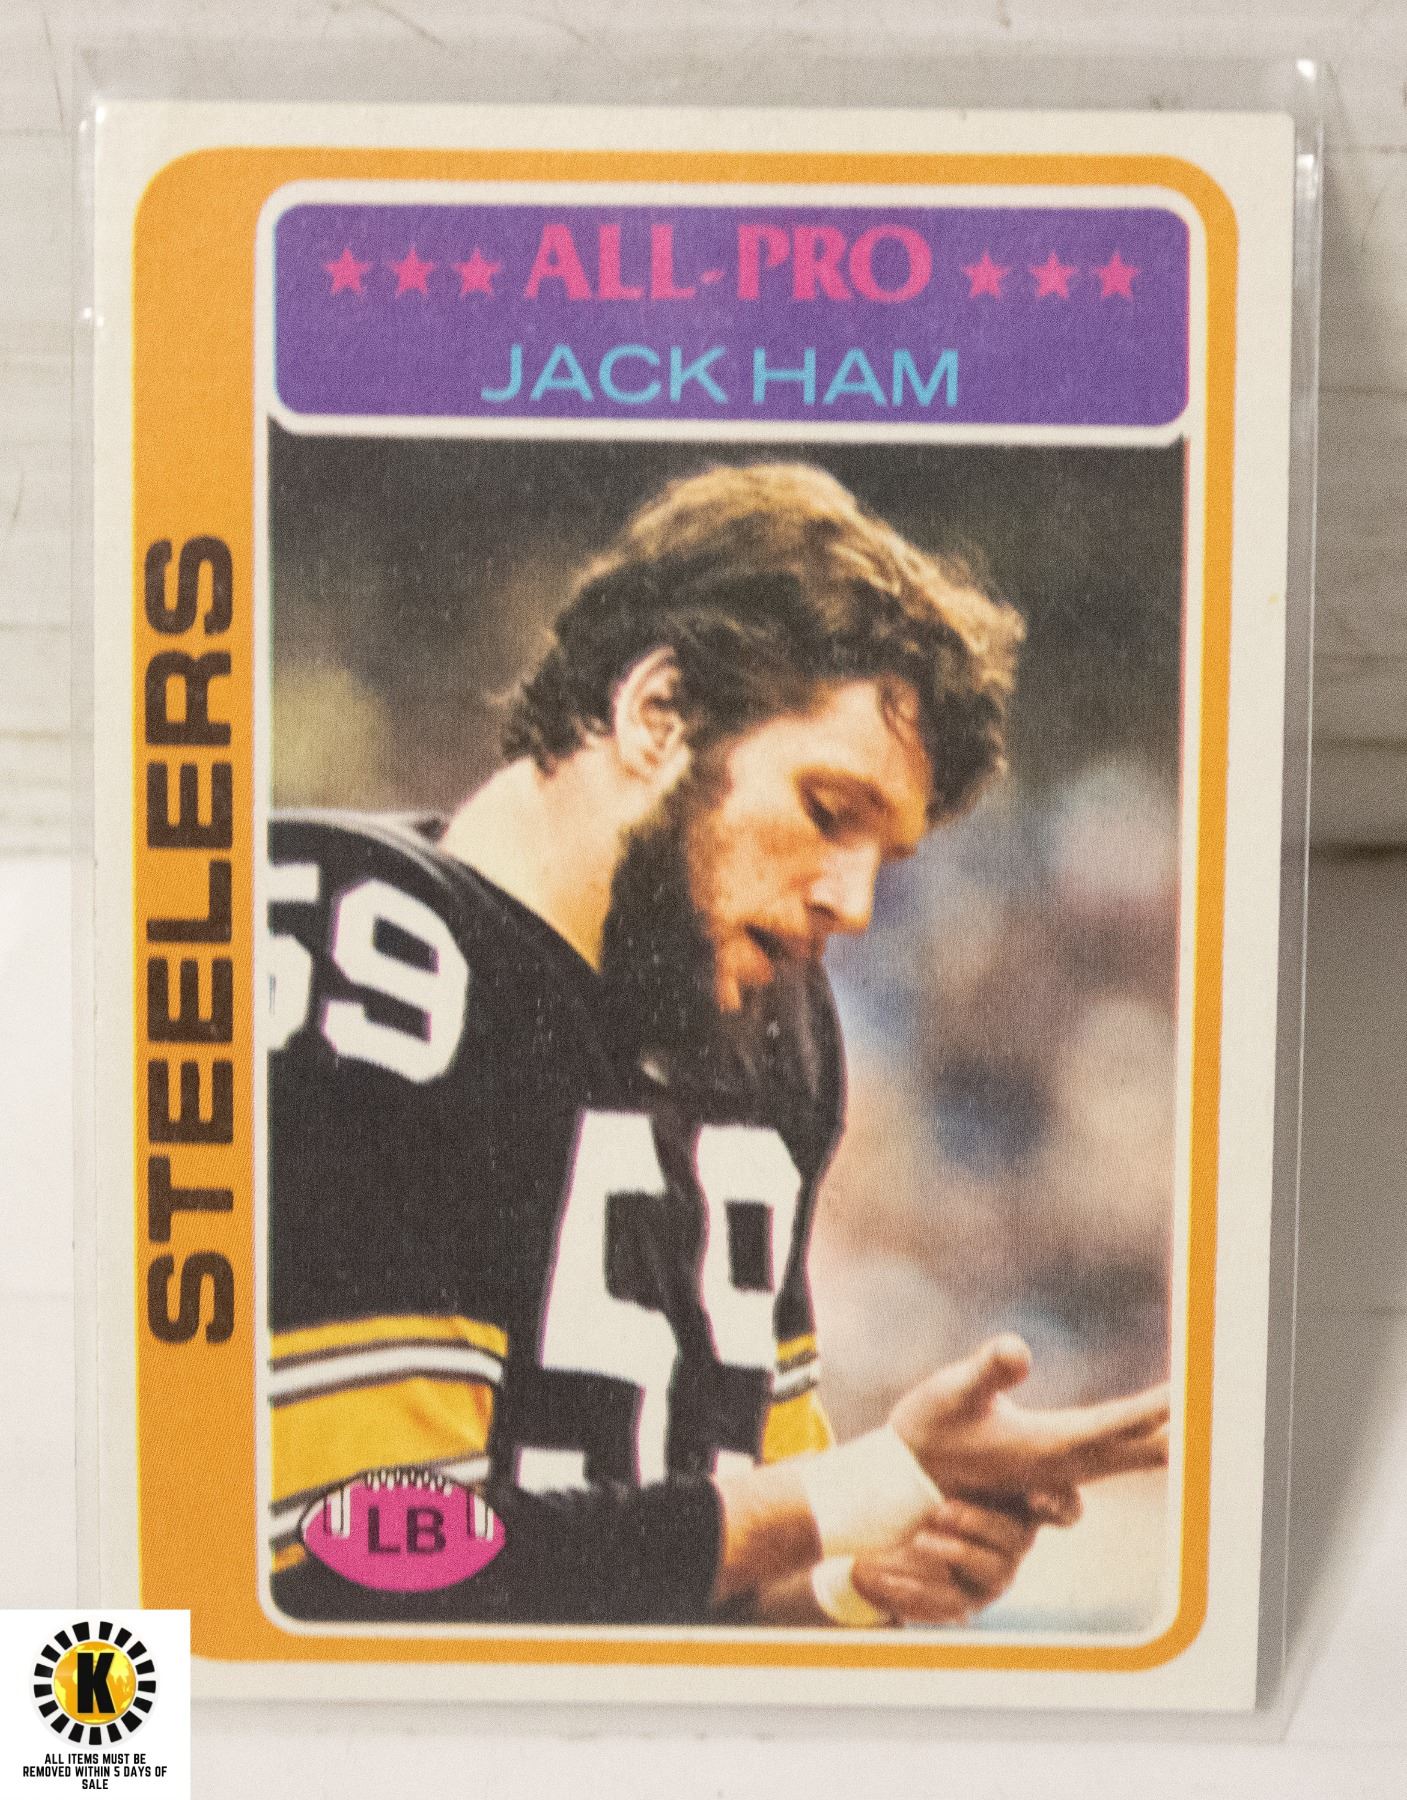 ★★★ ALL-PRO ★★★
JACK HAM
STEELERS
59
59
LB
K
ALL ITEMS MUST BE
REMOVED WITHIN 5 DAYS OF
SALE